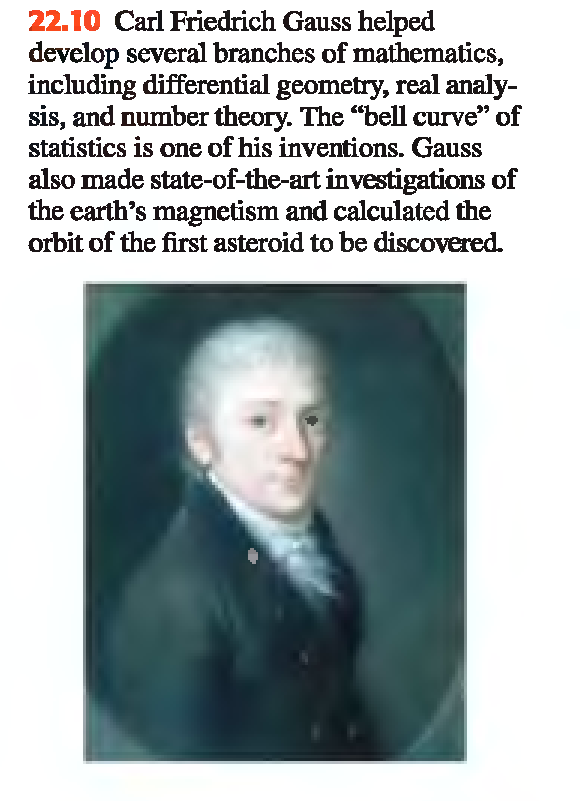 22.10 Carl Friedrich Gauss helped
develop several branches of mathematics,
including differential geometry, real analy-
sis, and number theory. The “bell curve” of
statistics is one of his inventions. Gauss
also made state-of-the-art investigations of
the earth’s magnetism and calculated the
orbit of the first asteroid to be discovered.